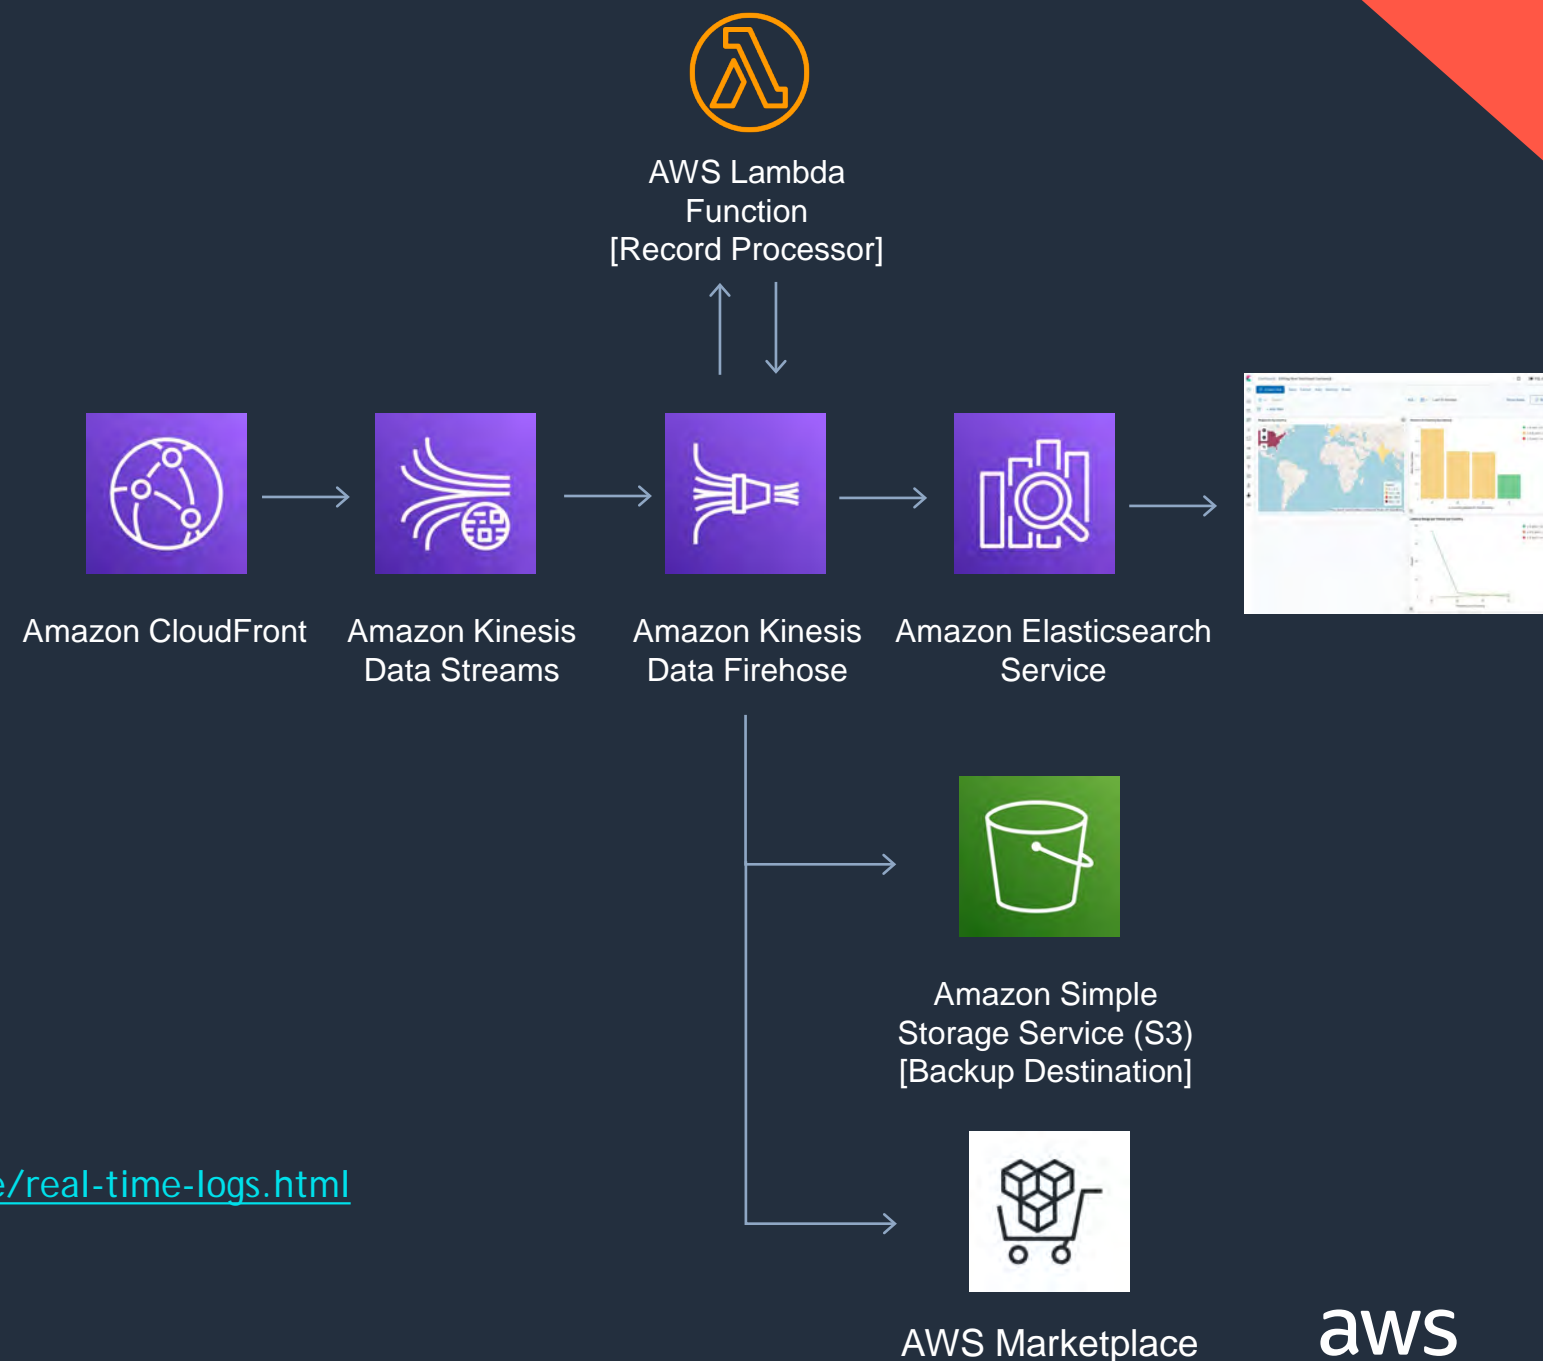 AWS Lambda
Function
[Record Processor]
Amazon CloudFront
Amazon Kinesis
Data Streams
Amazon Kinesis
Data Firehose
Amazon Elasticsearch
Service
Amazon Simple
Storage Service (S3)
[Backup Destination]
e/real-time-logs.html
AWS Marketplace
aws